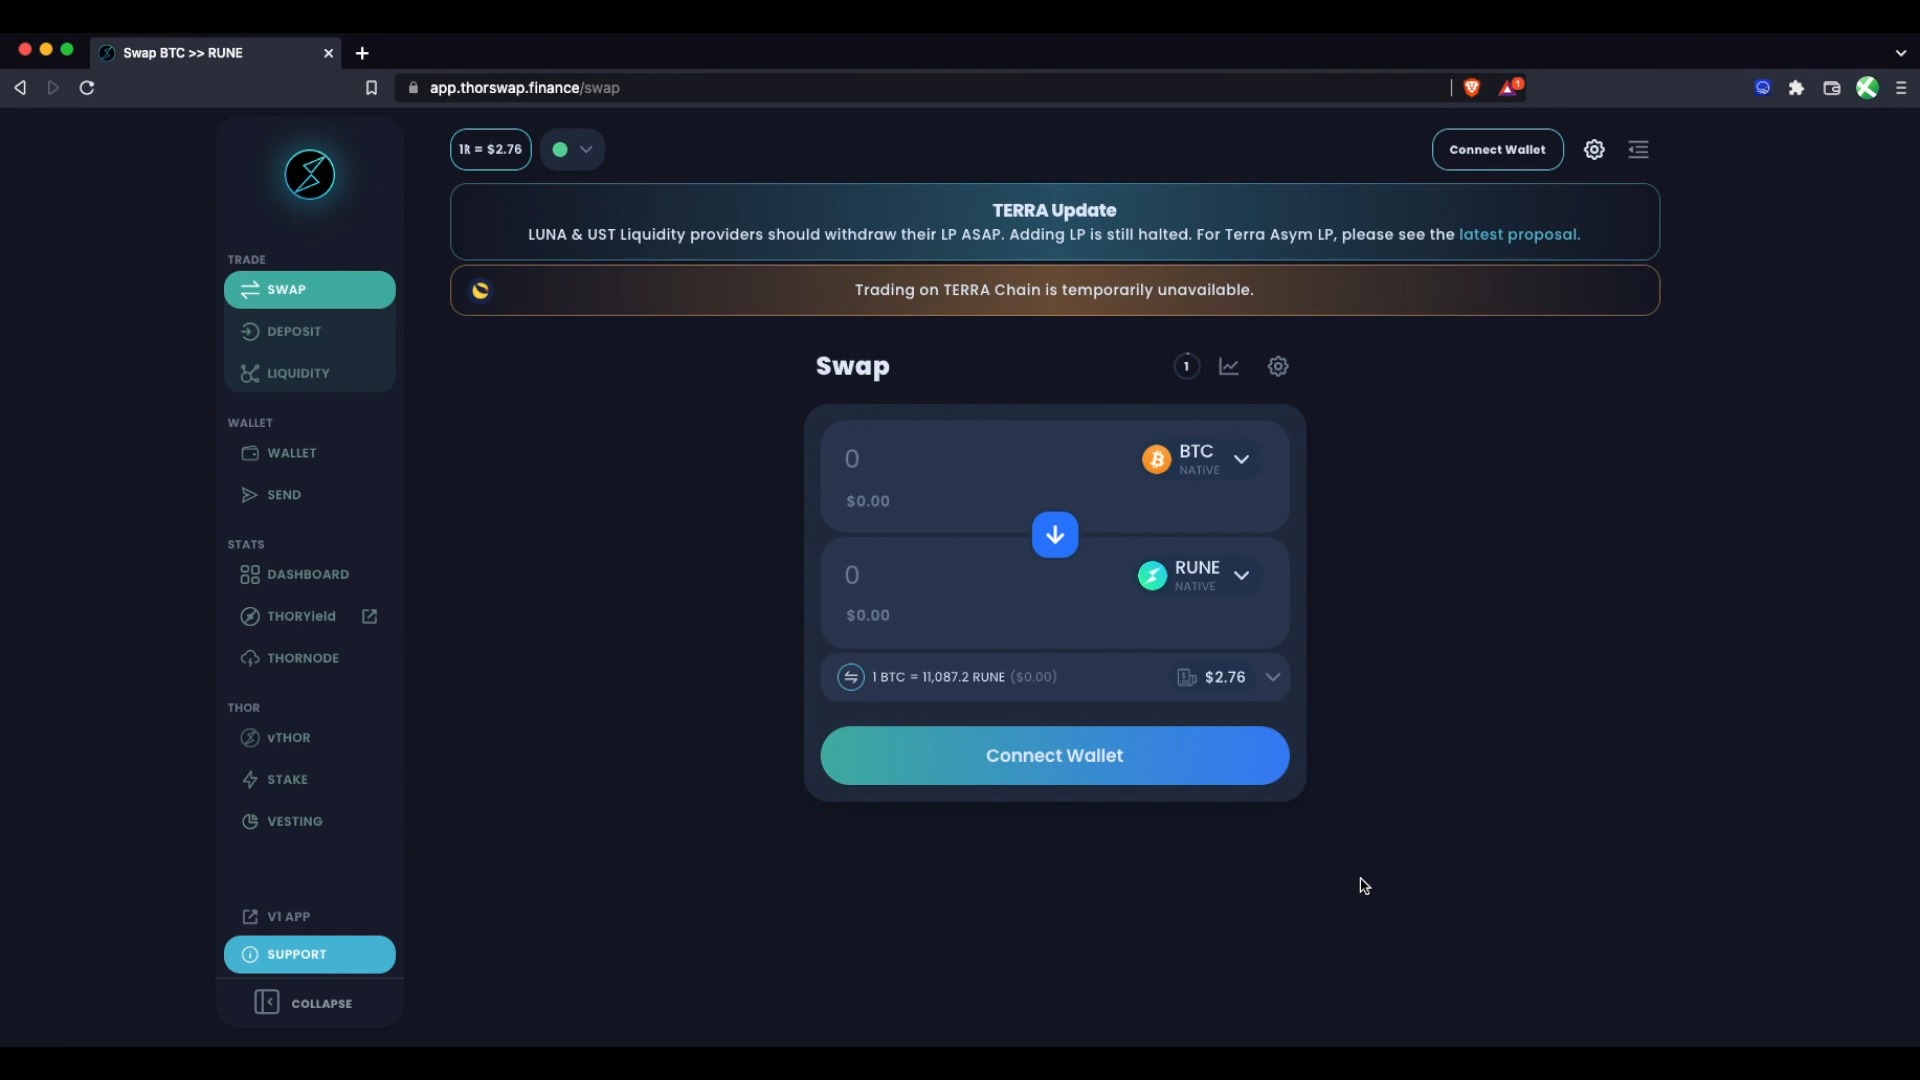 Swap BTC >> RUNE
app.thorswap.finance/swap
1
1R = $2.76
Connect Wallet
TERRA Update
LUNA & UST Liquidity providers should withdraw their LP ASAP. Adding LP is still halted. For Terra Asym LP, please see the latest proposal.
Trading on TERRA Chain is temporarily unavailable.
TRADE
SWAP
DEPOSIT
LIQUIDITY
WALLET
WALLET
SEND
STATS
DASHBOARD
THORYield
THORNODE
THOR
vTHOR
STAKE
VESTING
V1 APP
SUPPORT
COLLAPSE
Swap
1
0
BTC
NATIVE
$0.00
0
RUNE
NATIVE
$0.00
1 BTC = 11,087.2 RUNE ($0.00)
$2.76
Connect Wallet